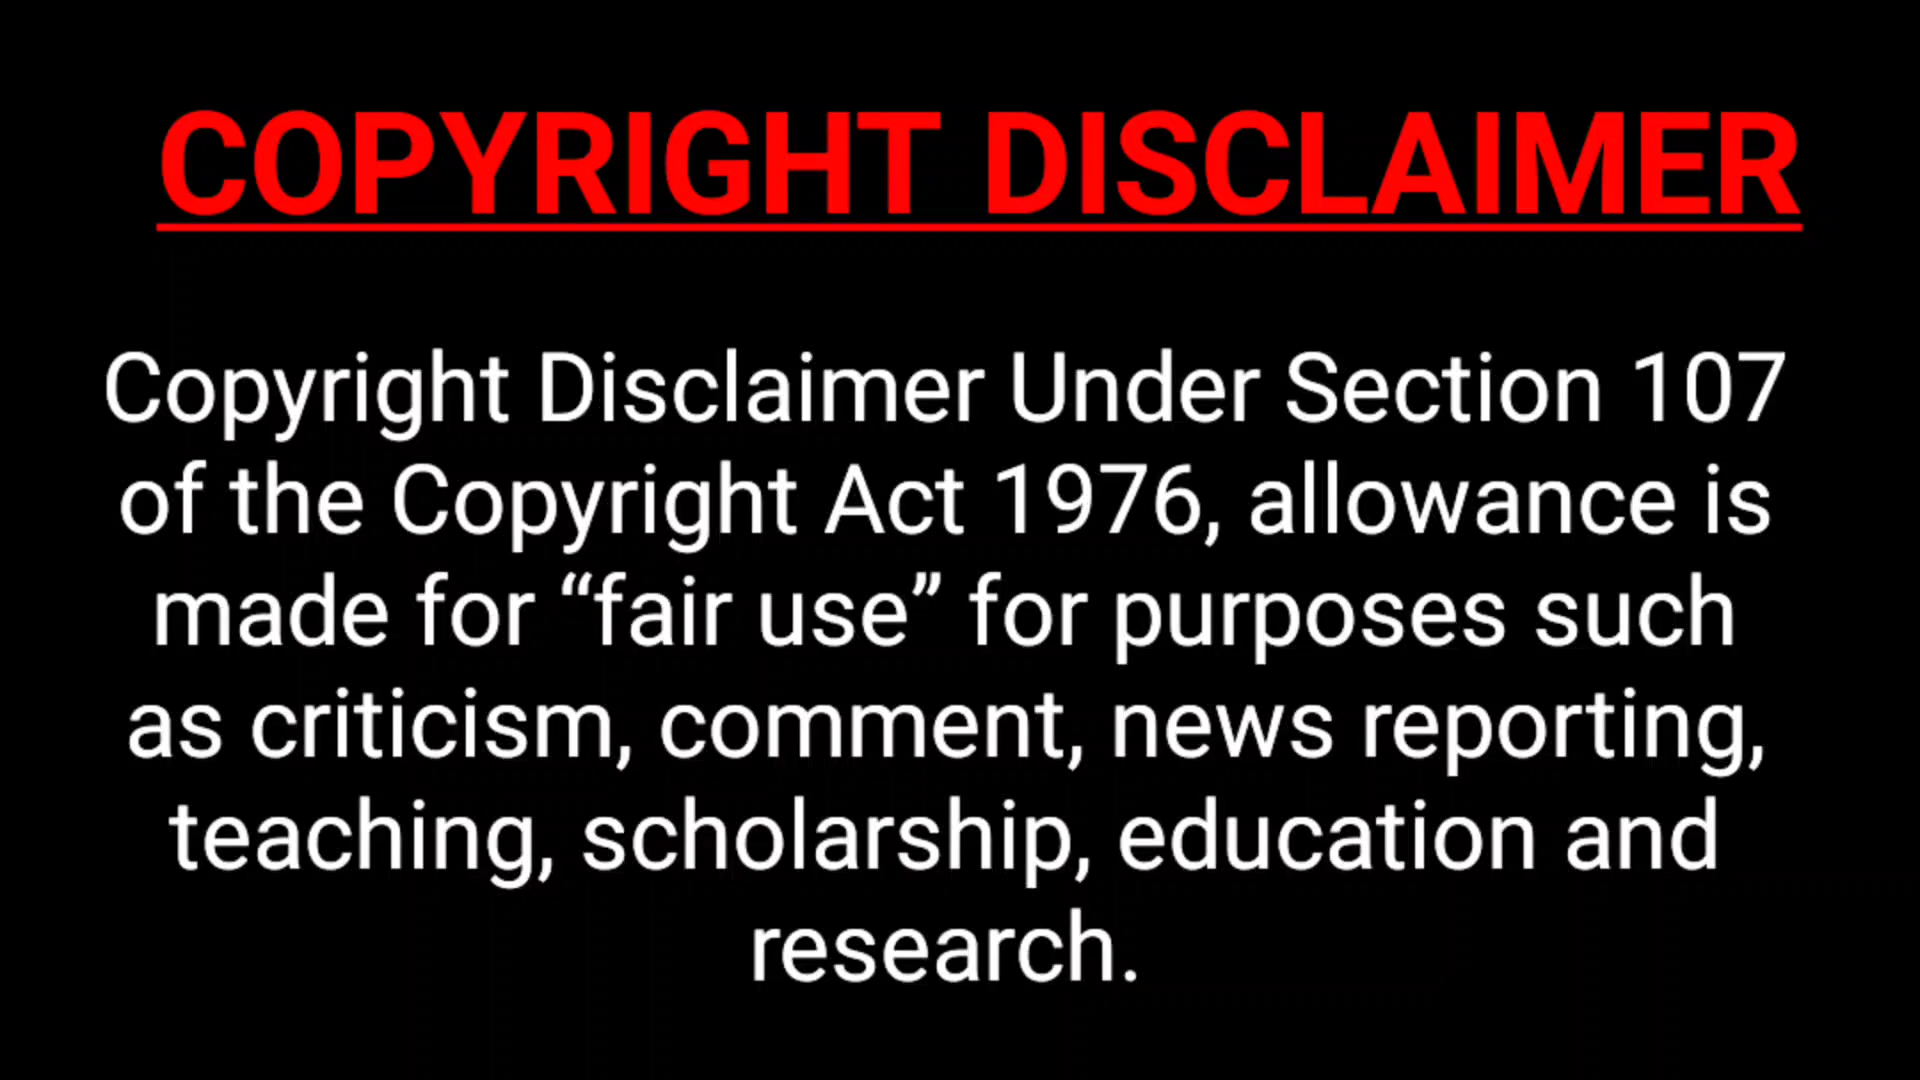 COPYRIGHT DISCLAIMER
Copyright Disclaimer Under Section 107
of the Copyright Act 1976, allowance is
made for “fair use” for purposes such
as criticism, comment, news reporting,
teaching, scholarship, education and
research.